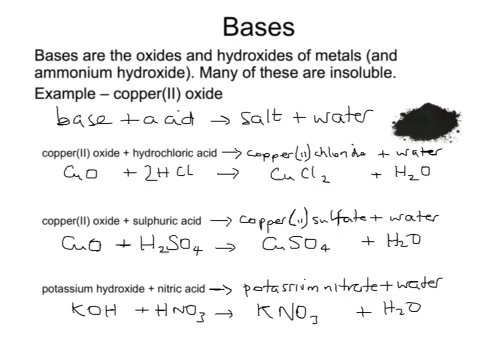 Bases
Bases are the oxides and hydroxides of metals (and
ammonium hydroxide). Many of these are insoluble.
Example – copper(II) oxide
base + acid → salt + water
copper(II) oxide + hydrochloric acid → copper(II) chloride + water
CuO + 2HCl → CuCl₂ + H₂O
copper(II) oxide + sulphuric acid → copper(II) sulfate + water
CuO + H₂SO₄ → CuSO₄ + H₂O
potassium hydroxide + nitric acid → potassium nitrate + water
KOH + HNO₃ → KNO₃ + H₂O